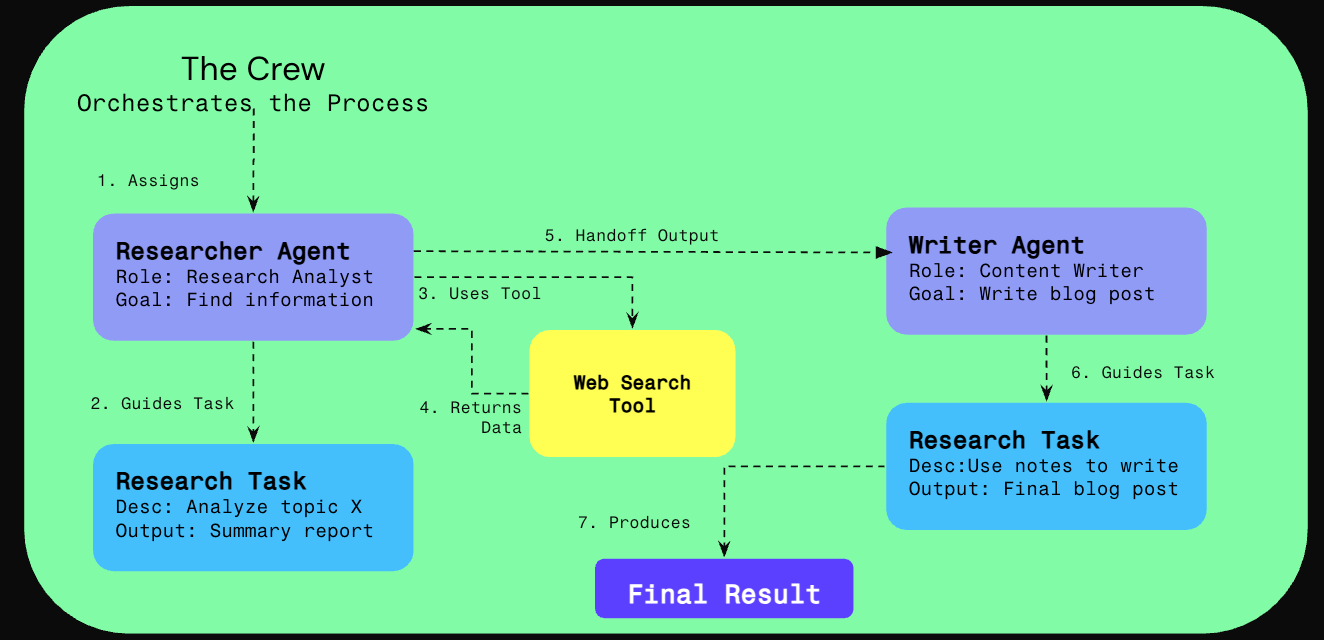 The Crew
Orchestrates the Process
1. Assigns
Researcher Agent
Role: Research Analyst
Goal: Find information
5. Handoff Output
3. Uses Tool
Writer Agent
Role: Content Writer
Goal: Write blog post
2. Guides Task
4. Returns
Data
Web Search
Tool
6. Guides Task
Research Task
Desc: Analyze topic X
Output: Summary report
Research Task
Desc:Use notes to write
Output: Final blog post
7. Produces
Final Result